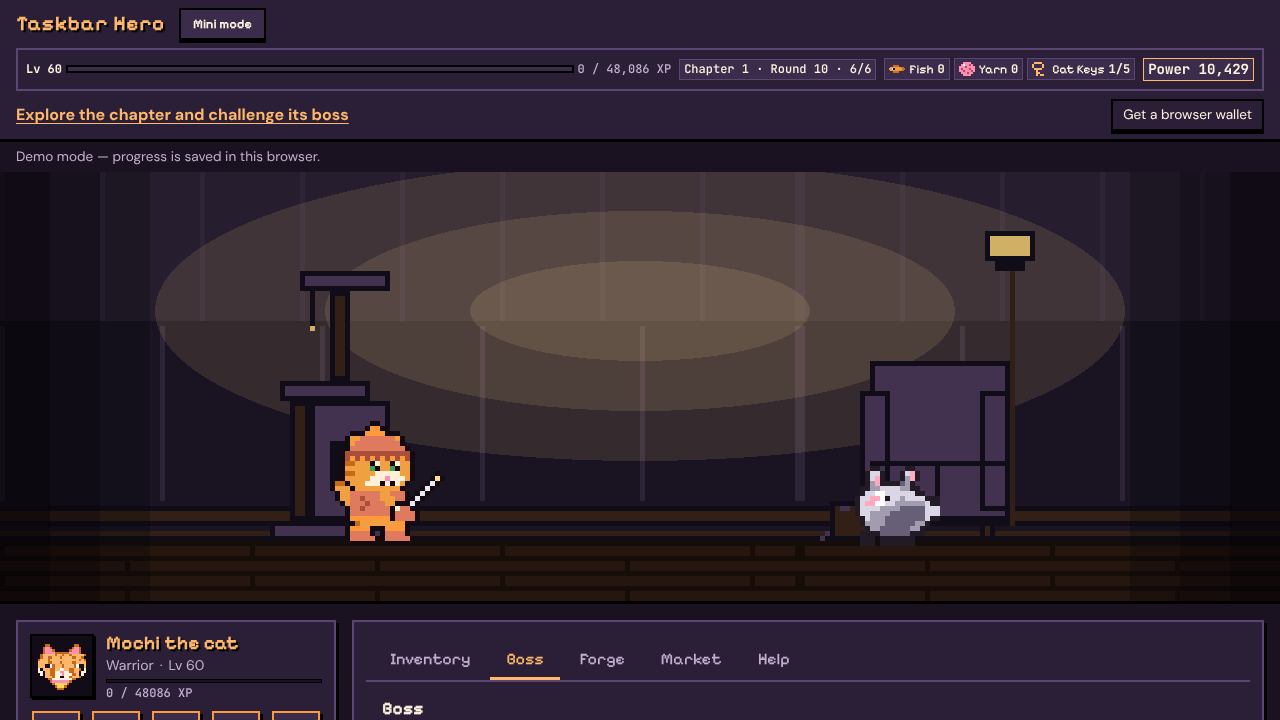 Taskbar Hero
Mini mode
Lv 60
0 / 48,086 XP
Chapter 1 · Round 10 · 6/6
Fish 0
Yarn 0
Cat Keys 1/5
Power 10,429
Explore the chapter and challenge its boss
Get a browser wallet
Demo mode — progress is saved in this browser.
Mochi the cat
Warrior · Lv 60
0 / 48086 XP
Inventory
Boss
Forge
Market
Help
Boss